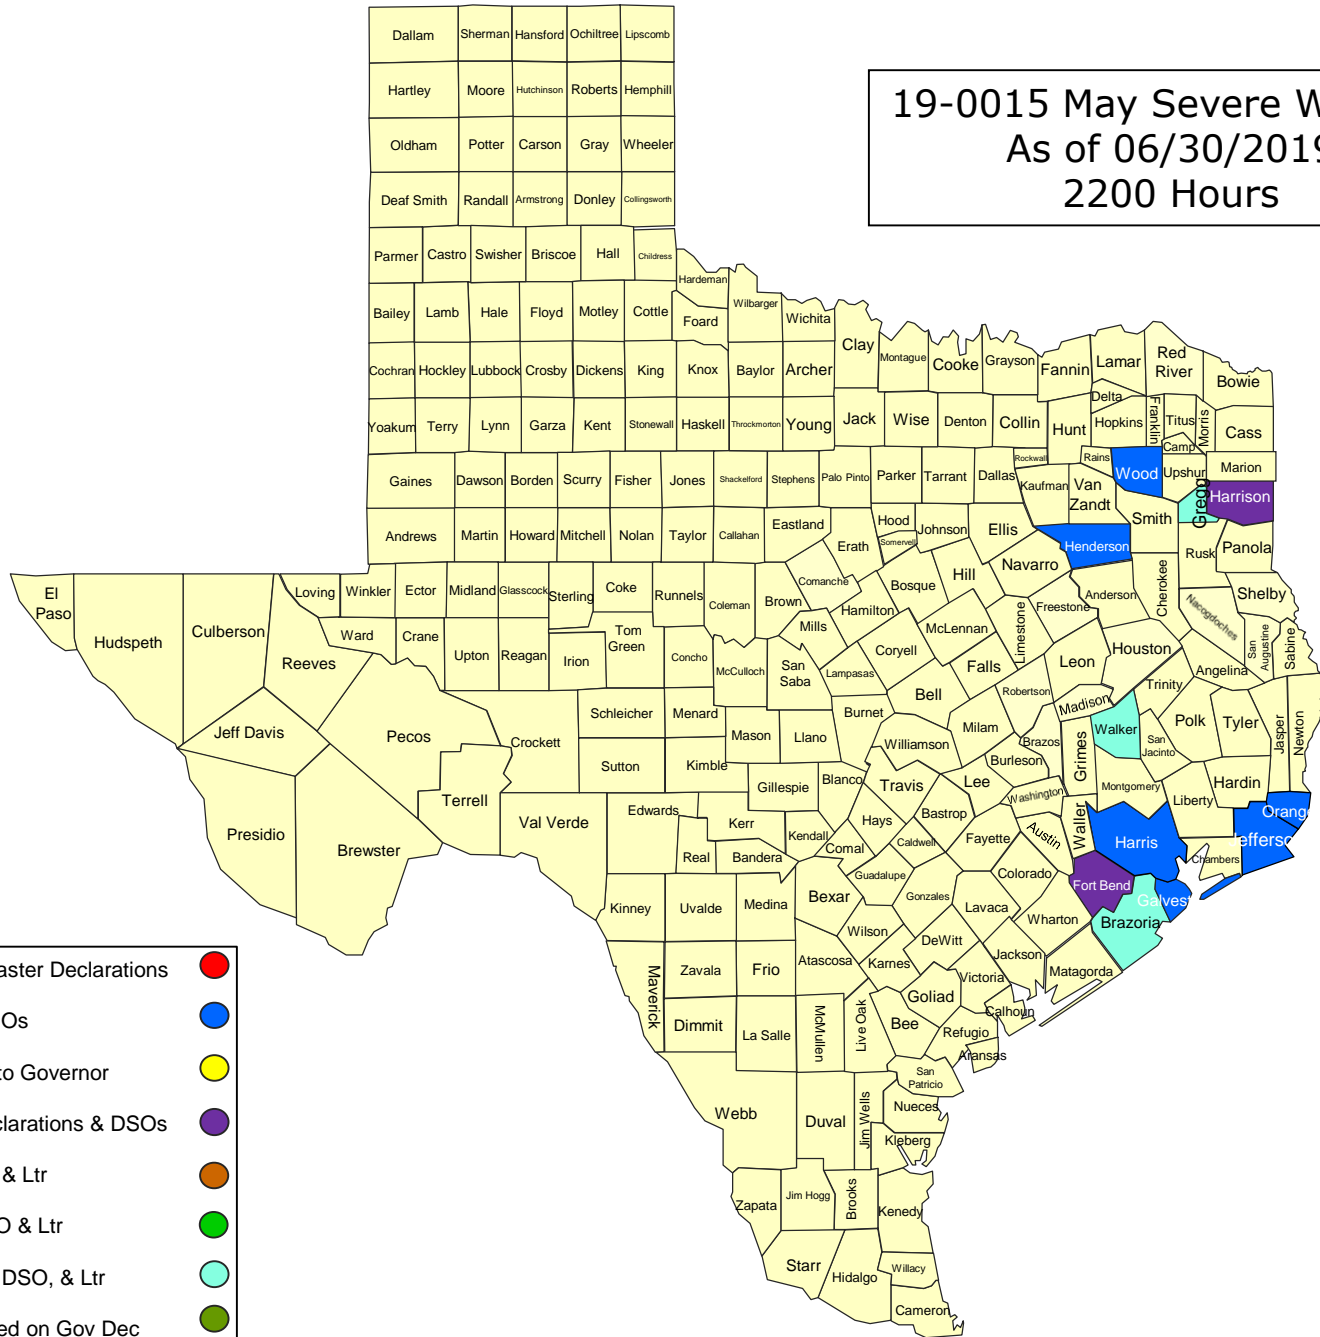 Dallam Sherman Hansford Ochiltree Lipscomb
Hartley Moore Hutchinson Roberts Hemphill
19-0015 May Severe W
As of 06/30/2019
2200 Hours
Oldham Potter Carson Gray Wheeler
Deaf Smith Randall Armstrong Donley Collingsworth
Parmer Castro Swisher Briscoe Hall Childress
Hardeman
Bailey Lamb Hale Floyd Motley Cottle Foard Wilbarger Wichita
Clay Montague Cooke Grayson Fannin Lamar Red River Bowie
Cochran Hockley Lubbock Crosby Dickens King Knox Baylor Archer
Delta
Yoakum Terry Lynn Garza Kent Stonewall Haskell Throckmorton Young Jack Wise Denton Collin Hunt Hopkins Franklin Titus Morris Cass
Camp
Rockwall Rains Wood Upshur Marion
Gaines Dawson Borden Scurry Fisher Jones Shackelford Stephens Palo Pinto Parker Tarrant Dallas Kaufman Van Zandt Gregg Harrison
Andrews Martin Howard Mitchell Nolan Taylor Callahan Eastland Hood Johnson Ellis Smith
Erath Somervell Henderson Rusk Panola
El Paso Loving Winkler Ector Midland Glasscock Sterling Coke Runnels Coleman Brown Comanche Bosque Hill Navarro Anderson Cherokee Shelby
Hamilton Freestone Nacogdoches
Hudspeth Culberson Ward Crane Mills McLennan Limestone San Augustine Sabine
Reeves Upton Reagan Irion Tom Green Concho McCulloch San Saba Lampasas Coryell Falls Leon Houston Angelina
Trinity
Bell Robertson
Jeff Davis Pecos Crockett Schleicher Menard Mason Llano Burnet Milam Madison Walker San Jacinto Polk Tyler Jasper Newton
Williamson Brazos Grimes
Sutton Kimble Gillespie Blanco Travis Lee Burleson Montgomery Hardin
Presidio Brewster Terrell Val Verde Edwards Kerr Kendall Hays Bastrop Washington Waller Liberty Orang
Real Bandera Comal Caldwell Fayette Austin Harris Chambers Jefferso
Kinney Uvalde Medina Bexar Guadalupe Gonzales Lavaca Colorado Fort Bend Galvest
Wilson Wharton Brazoria
Maverick Zavala Frio Atascosa Karnes DeWitt Jackson Matagorda
Victoria
Dimmit La Salle McMullen Live Oak Bee Goliad Calhoun
Refugio
Aransas
San Patricio
Webb Duval Jim Wells Nueces
Kleberg
Zapata Jim Hogg Brooks Kenedy
Starr Hidalgo Willacy
Cameron
aster Declarations
Os
to Governor
clarations & DSOs
& Ltr
O & Ltr
DSO, & Ltr
ed on Gov Dec